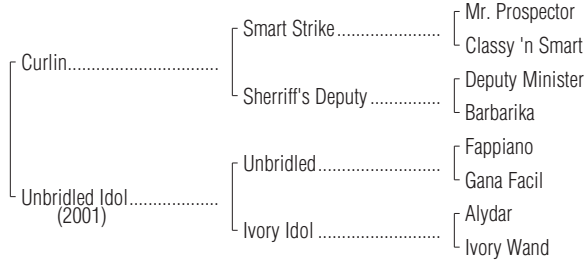 Mr. Prospector
Smart Strike....................
Classy 'n Smart
Curlin.............................
Deputy Minister
Sherriff's Deputy .............
Barbarika
Fappiano
Unbridled .......................
Gana Facil
Unbridled Idol.................
(2001)
Alydar
Ivory Idol .......................
Ivory Wand